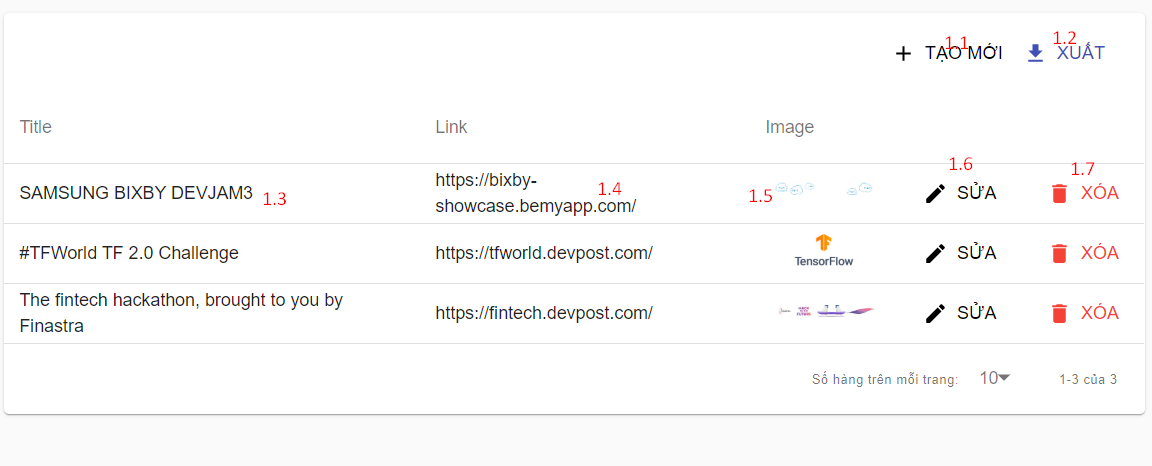 1.1
1.2
TẠO MỚI XUẤT
Title Link Image
1.6
1.7
SAMSUNG BIXBY DEVJAM3 1.3
https://bixby-
showcase.bemyapp.com/
1.4
1.5
SỬA XÓA
#TFWorld TF 2.0 Challenge https://tfworld.devpost.com/ TensorFlow SỬA XÓA
The fintech hackathon, brought to you by
Finastra
https://fintech.devpost.com/ SỬA XÓA
Số hàng trên mỗi trang: 10 1-3 của 3